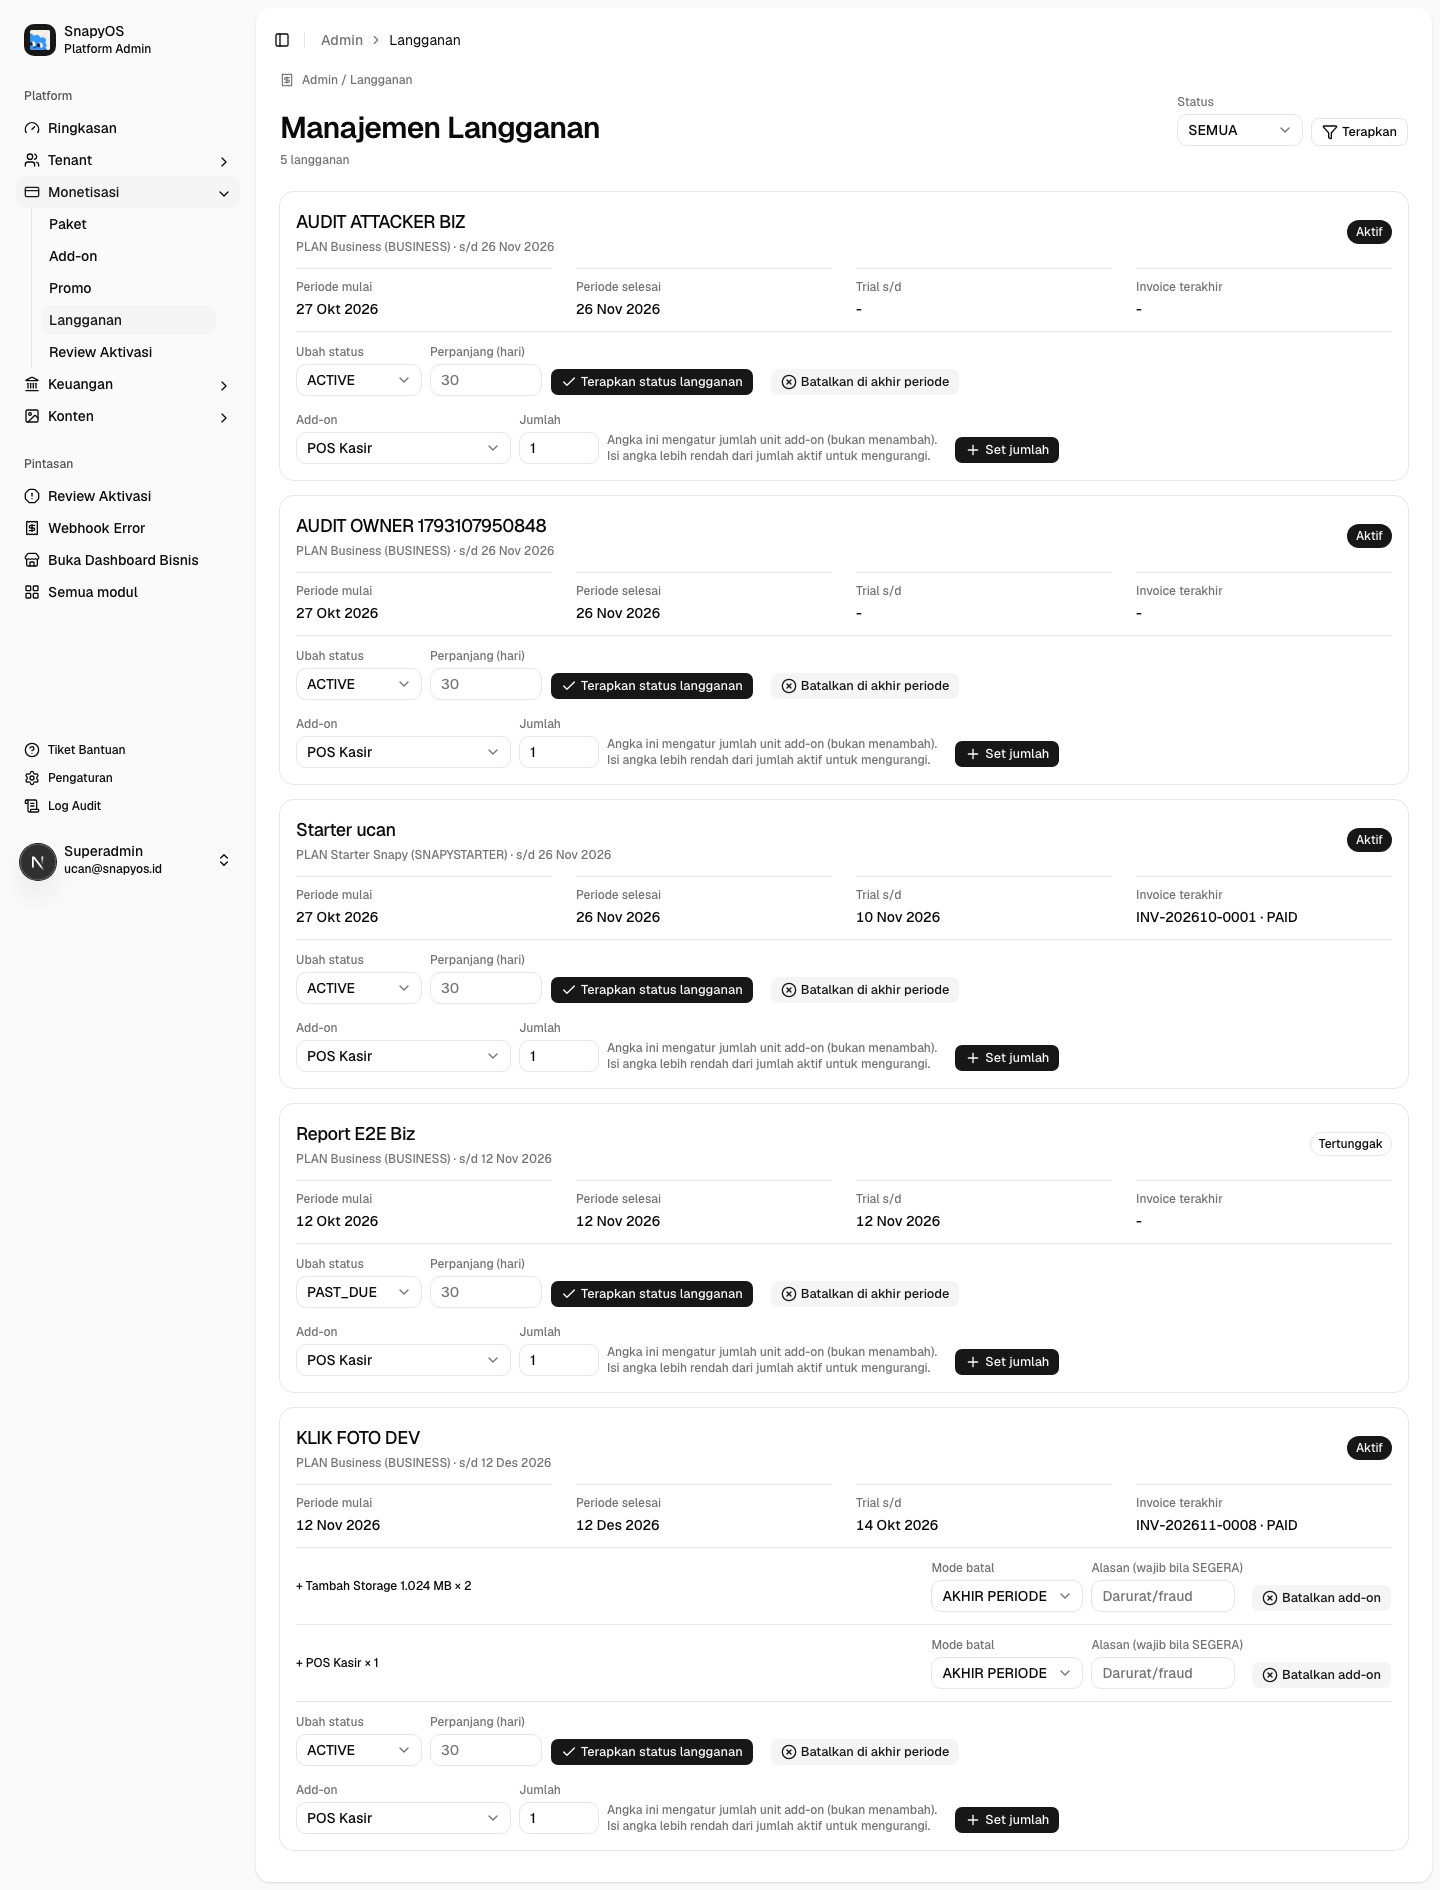 SnapyOS
Platform Admin
Platform
Ringkasan
Tenant
Monetisasi
Paket
Add-on
Promo
Langganan
Review Aktivasi
Keuangan
Konten
Pintasan
Review Aktivasi
Webhook Error
Buka Dashboard Bisnis
Semua modul
Tiket Bantuan
Pengaturan
Log Audit
N
Superadmin
ucan@snapyos.id
Admin > Langganan
Admin / Langganan
Manajemen Langganan
5 langganan
Status
SEMUA
Terapkan
AUDIT ATTACKER BIZ
PLAN Business (BUSINESS) · s/d 26 Nov 2026
Aktif
Periode mulai Periode selesai Trial s/d Invoice terakhir
27 Okt 2026 26 Nov 2026 - -
Ubah status Perpanjang (hari)
ACTIVE 30 Terapkan status langganan Batalkan di akhir periode
Add-on Jumlah
POS Kasir 1
Angka ini mengatur jumlah unit add-on (bukan menambah).
Isi angka lebih rendah dari jumlah aktif untuk mengurangi.
Set jumlah
AUDIT OWNER 1793107950848
PLAN Business (BUSINESS) · s/d 26 Nov 2026
Aktif
Periode mulai Periode selesai Trial s/d Invoice terakhir
27 Okt 2026 26 Nov 2026 - -
Ubah status Perpanjang (hari)
ACTIVE 30 Terapkan status langganan Batalkan di akhir periode
Add-on Jumlah
POS Kasir 1
Angka ini mengatur jumlah unit add-on (bukan menambah).
Isi angka lebih rendah dari jumlah aktif untuk mengurangi.
Set jumlah
Starter ucan
PLAN Starter Snapy (SNAPYSTARTER) · s/d 26 Nov 2026
Aktif
Periode mulai Periode selesai Trial s/d Invoice terakhir
27 Okt 2026 26 Nov 2026 10 Nov 2026 INV-202610-0001 · PAID
Ubah status Perpanjang (hari)
ACTIVE 30 Terapkan status langganan Batalkan di akhir periode
Add-on Jumlah
POS Kasir 1
Angka ini mengatur jumlah unit add-on (bukan menambah).
Isi angka lebih rendah dari jumlah aktif untuk mengurangi.
Set jumlah
Report E2E Biz
PLAN Business (BUSINESS) · s/d 12 Nov 2026
Tertunggak
Periode mulai Periode selesai Trial s/d Invoice terakhir
12 Okt 2026 12 Nov 2026 12 Nov 2026 -
Ubah status Perpanjang (hari)
PAST_DUE 30 Terapkan status langganan Batalkan di akhir periode
Add-on Jumlah
POS Kasir 1
Angka ini mengatur jumlah unit add-on (bukan menambah).
Isi angka lebih rendah dari jumlah aktif untuk mengurangi.
Set jumlah
KLIK FOTO DEV
PLAN Business (BUSINESS) · s/d 12 Des 2026
Aktif
Periode mulai Periode selesai Trial s/d Invoice terakhir
12 Nov 2026 12 Des 2026 14 Okt 2026 INV-202611-0008 · PAID
+ Tambah Storage 1.024 MB × 2
Mode batal Alasan (wajib bila SEGERA)
AKHIR PERIODE Darurat/fraud Batalkan add-on
+ POS Kasir × 1
Mode batal Alasan (wajib bila SEGERA)
AKHIR PERIODE Darurat/fraud Batalkan add-on
Ubah status Perpanjang (hari)
ACTIVE 30 Terapkan status langganan Batalkan di akhir periode
Add-on Jumlah
POS Kasir 1
Angka ini mengatur jumlah unit add-on (bukan menambah).
Isi angka lebih rendah dari jumlah aktif untuk mengurangi.
Set jumlah